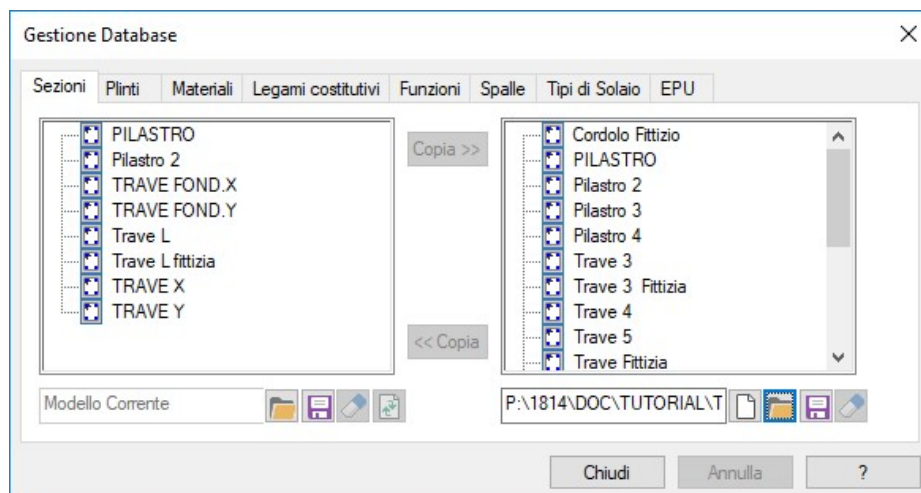 Gestione Database
Sezioni Plinti Materiali Legami costitutivi Funzioni Spalle Tipi di Solaio EPU
PILASTRO
Pilastro 2
TRAVE FOND.X
TRAVE FOND.Y
Trave L
Trave L fittizia
TRAVE X
TRAVE Y
Copia >>
<< Copia
Cordolo Fittizio
PILASTRO
Pilastro 2
Pilastro 3
Pilastro 4
Trave 3
Trave 3 Fittizia
Trave 4
Trave 5
Trave Fittizia
Modello Corrente
P:\1814\DOC\TUTORIAL\T
Chiudi Annulla ?